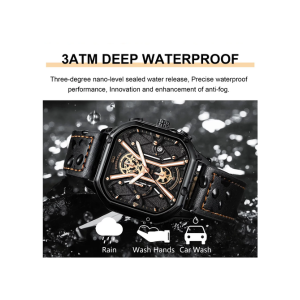 3ATM DEEP WATERPROOF
Three-degree nano-level sealed water release, Precise waterproof
performance, Innovation and enhancement of anti-fog.
Rain Wash Hands Car Wash